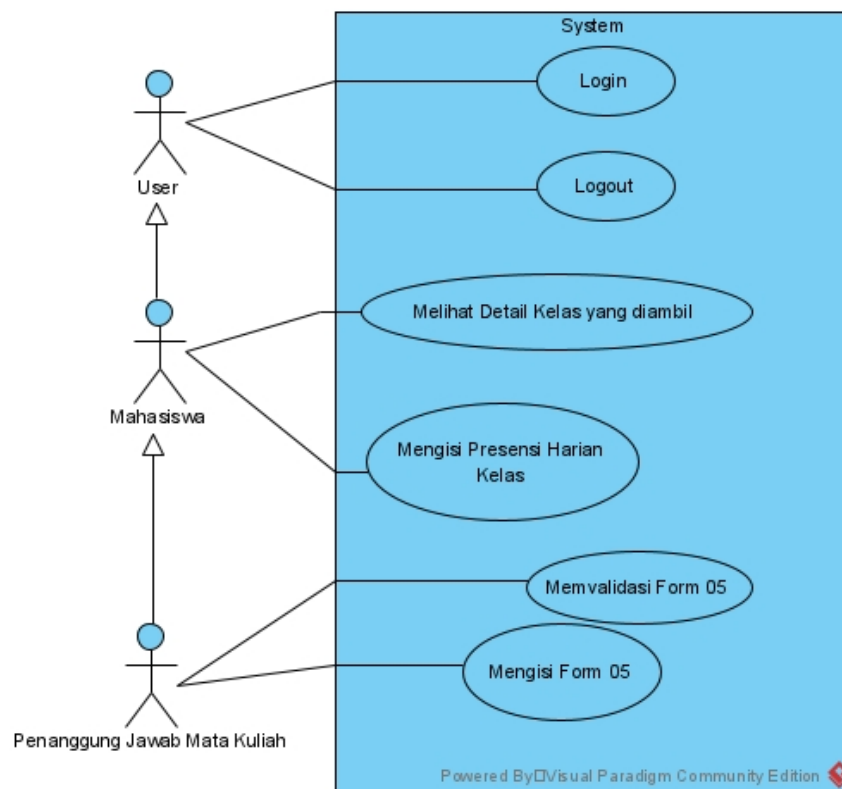 System
Login
User
Logout
Melihat Detail Kelas yang diambil
Mahasiswa
Mengisi Presensi Harian
Kelas
Memvalidasi Form 05
Mengisi Form 05
Penanggung Jawab Mata Kuliah
Powered By□Visual Paradigm Community Edition